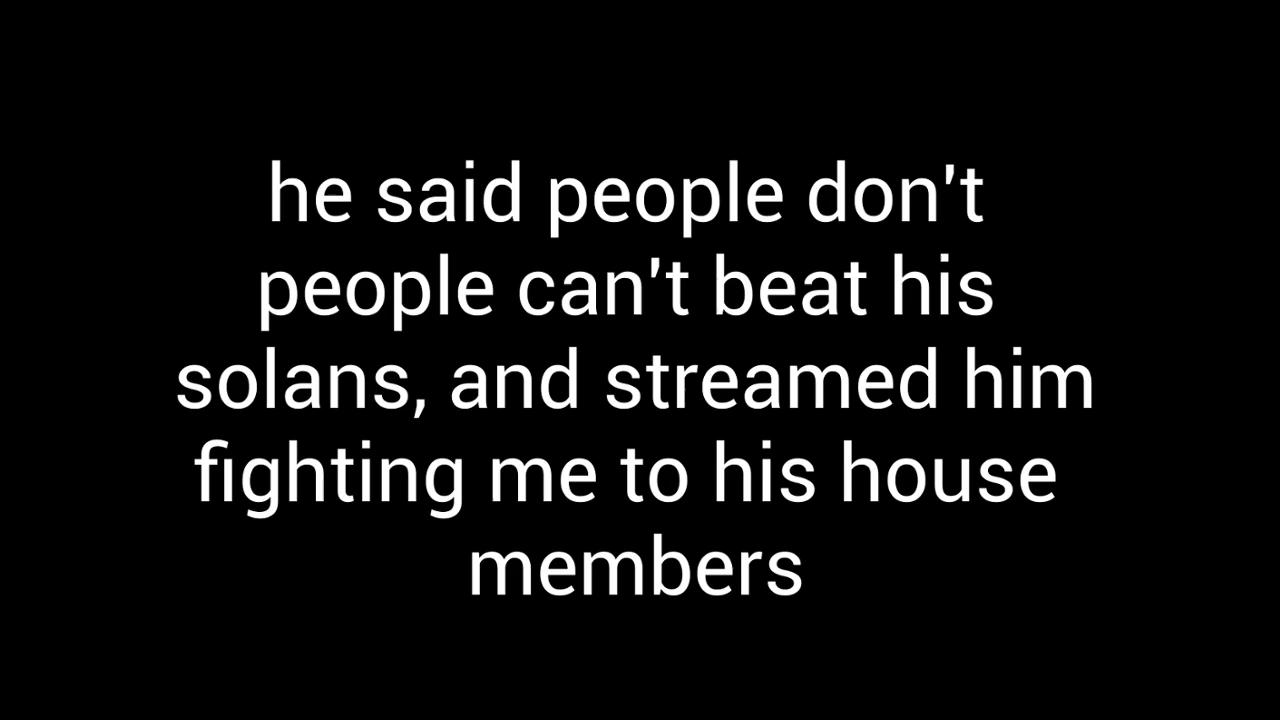 he said people don't
people can't beat his
solans, and streamed him
fighting me to his house
members